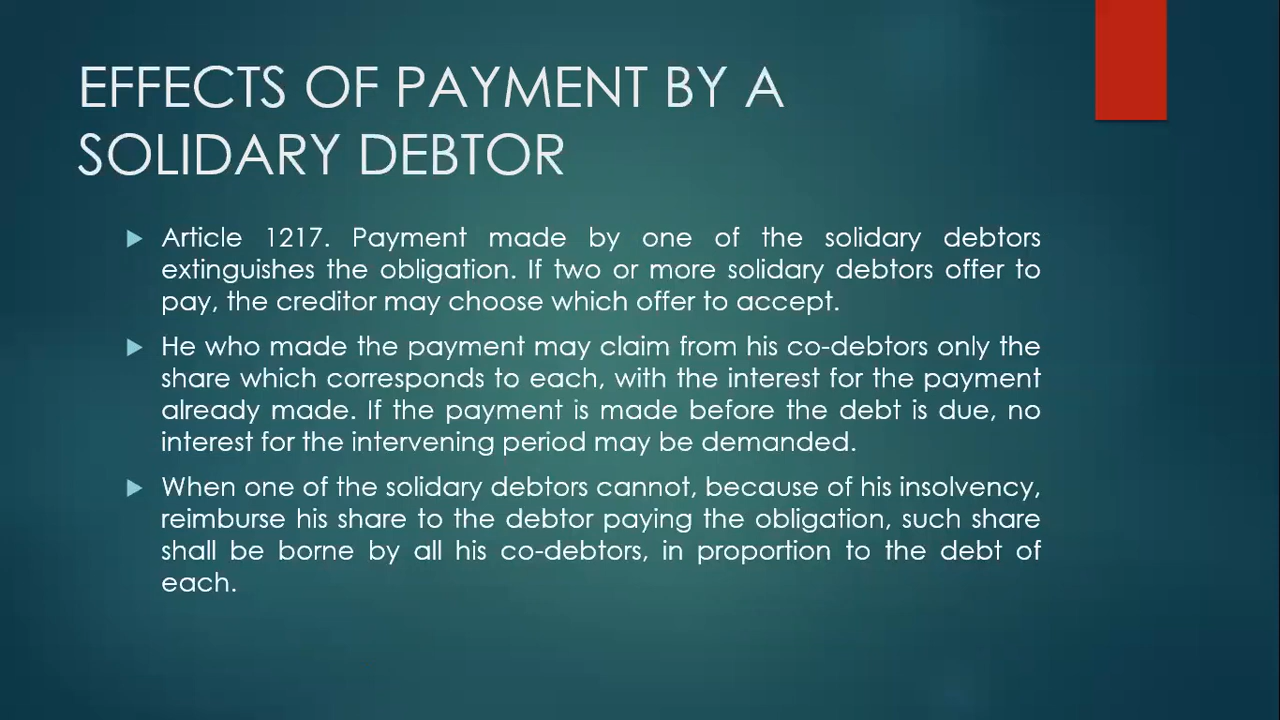 EFFECTS OF PAYMENT BY A
SOLIDARY DEBTOR
Article 1217. Payment made by one of the solidary debtors
extinguishes the obligation. If two or more solidary debtors offer to
pay, the creditor may choose which offer to accept.
He who made the payment may claim from his co-debtors only the
share which corresponds to each, with the interest for the payment
already made. If the payment is made before the debt is due, no
interest for the intervening period may be demanded.
When one of the solidary debtors cannot, because of his insolvency,
reimburse his share to the debtor paying the obligation, such share
shall be borne by all his co-debtors, in proportion to the debt of
each.